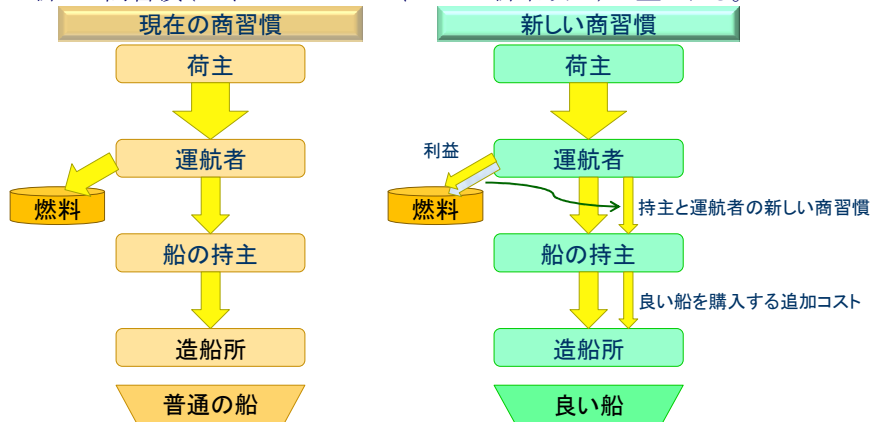 現在の商習慣
荷主
運航者
燃料
船の持主
造船所
普通の船
新しい商習慣
荷主
利益
運航者
燃料
持主と運航者の新しい商習慣
船の持主
良い船を購入する追加コスト
造船所
良い船